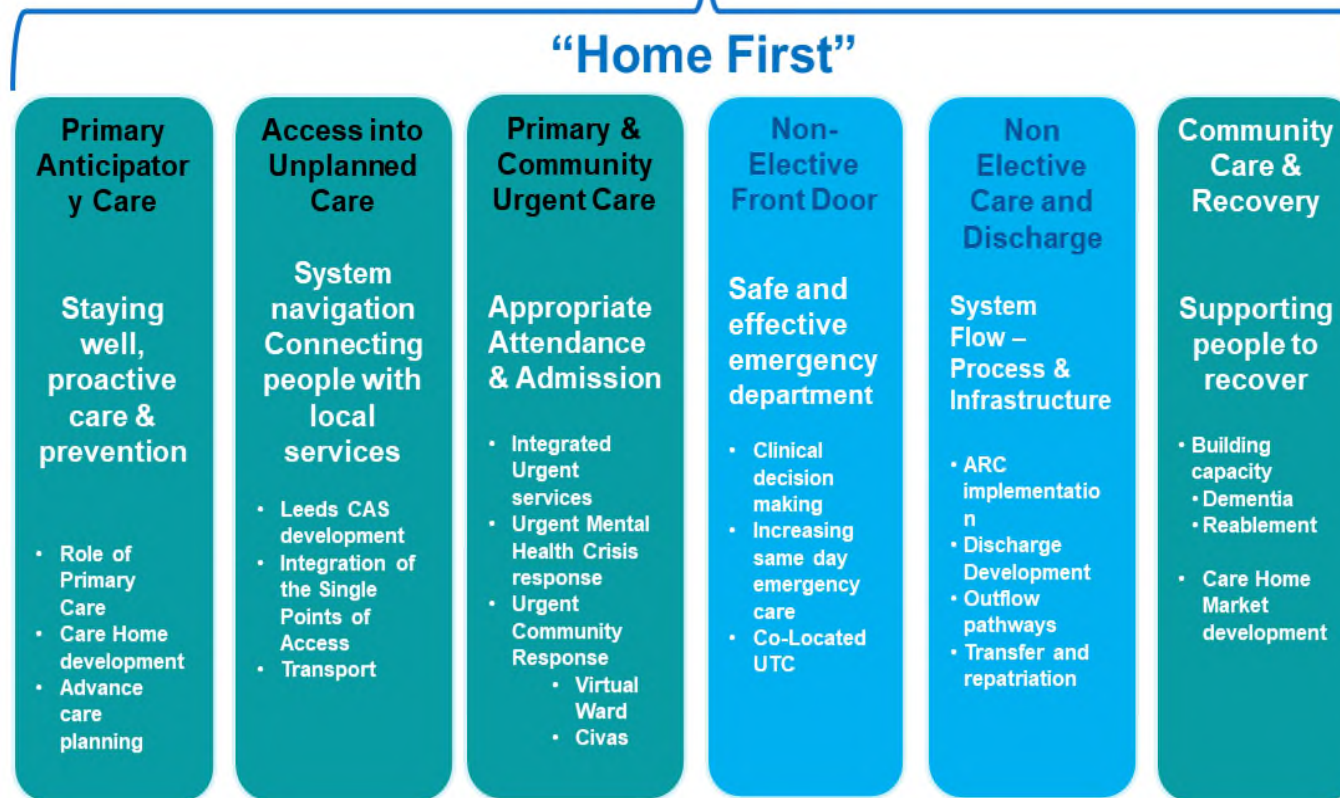 “Home First”
Primary
Anticipator
y Care
Staying
well,
proactive
care &
prevention
• Role of
Primary
Care
• Care Home
development
• Advance
care
planning
Access into
Unplanned
Care
System
navigation
Connecting
people with
local
services
• Leeds CAS
development
• Integration of
the Single
Points of
Access
• Transport
Primary &
Community
Urgent Care
Appropriate
Attendance
& Admission
• Integrated
Urgent
services
• Urgent Mental
Health Crisis
response
• Urgent
Community
Response
• Virtual
Ward
• Civas
Non-
Elective
Front Door
Safe and
effective
emergency
department
• Clinical
decision
making
• Increasing
same day
emergency
care
• Co-Located
UTC
Non
Elective
Care and
Discharge
System
Flow –
Process &
Infrastructure
• ARC
implementatio
n
• Discharge
Development
• Outflow
pathways
• Transfer and
repatriation
Community
Care &
Recovery
Supporting
people to
recover
• Building
capacity
• Dementia
• Reablement
• Care Home
Market
development